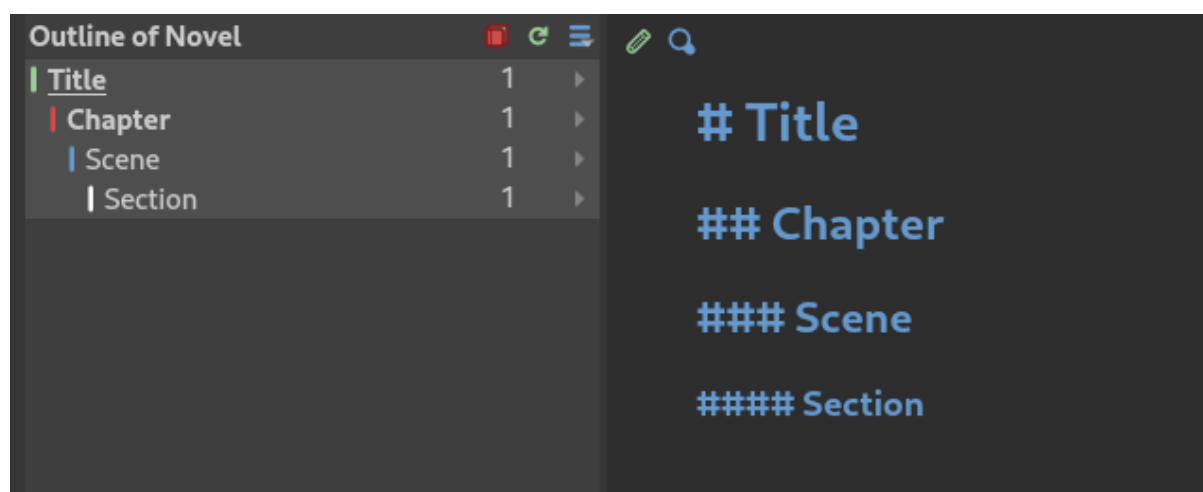 Outline of Novel
Title 1
Chapter 1
Scene 1
Section 1
# Title
## Chapter
### Scene
#### Section